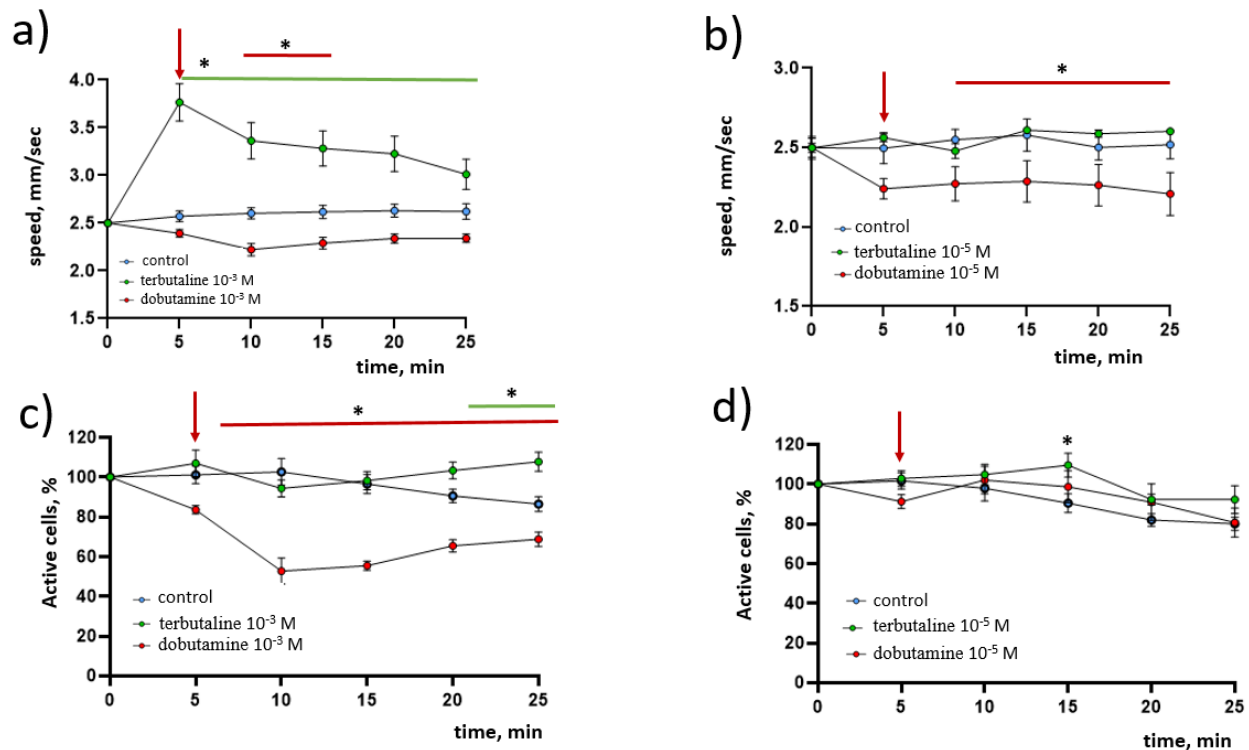 a)
*
*
4.0
3.5
3.0
2.5
2.0
1.5
speed, mm/sec
control
terbutaline 10⁻³ M
dobutamine 10⁻³ M
0 5 10 15 20 25
time, min
b)
*
3.0
2.5
2.0
1.5
speed, mm/sec
control
terbutaline 10⁻⁵ M
dobutamine 10⁻⁵ M
0 5 10 15 20 25
time, min
c)
*
*
120
100
80
60
40
20
0
Active cells, %
control
terbutaline 10⁻³ M
dobutamine 10⁻³ M
0 5 10 15 20 25
time, min
d)
*
120
100
80
60
40
20
0
Active cells, %
control
terbutaline 10⁻⁵ M
dobutamine 10⁻⁵ M
0 5 10 15 20 25
time, min